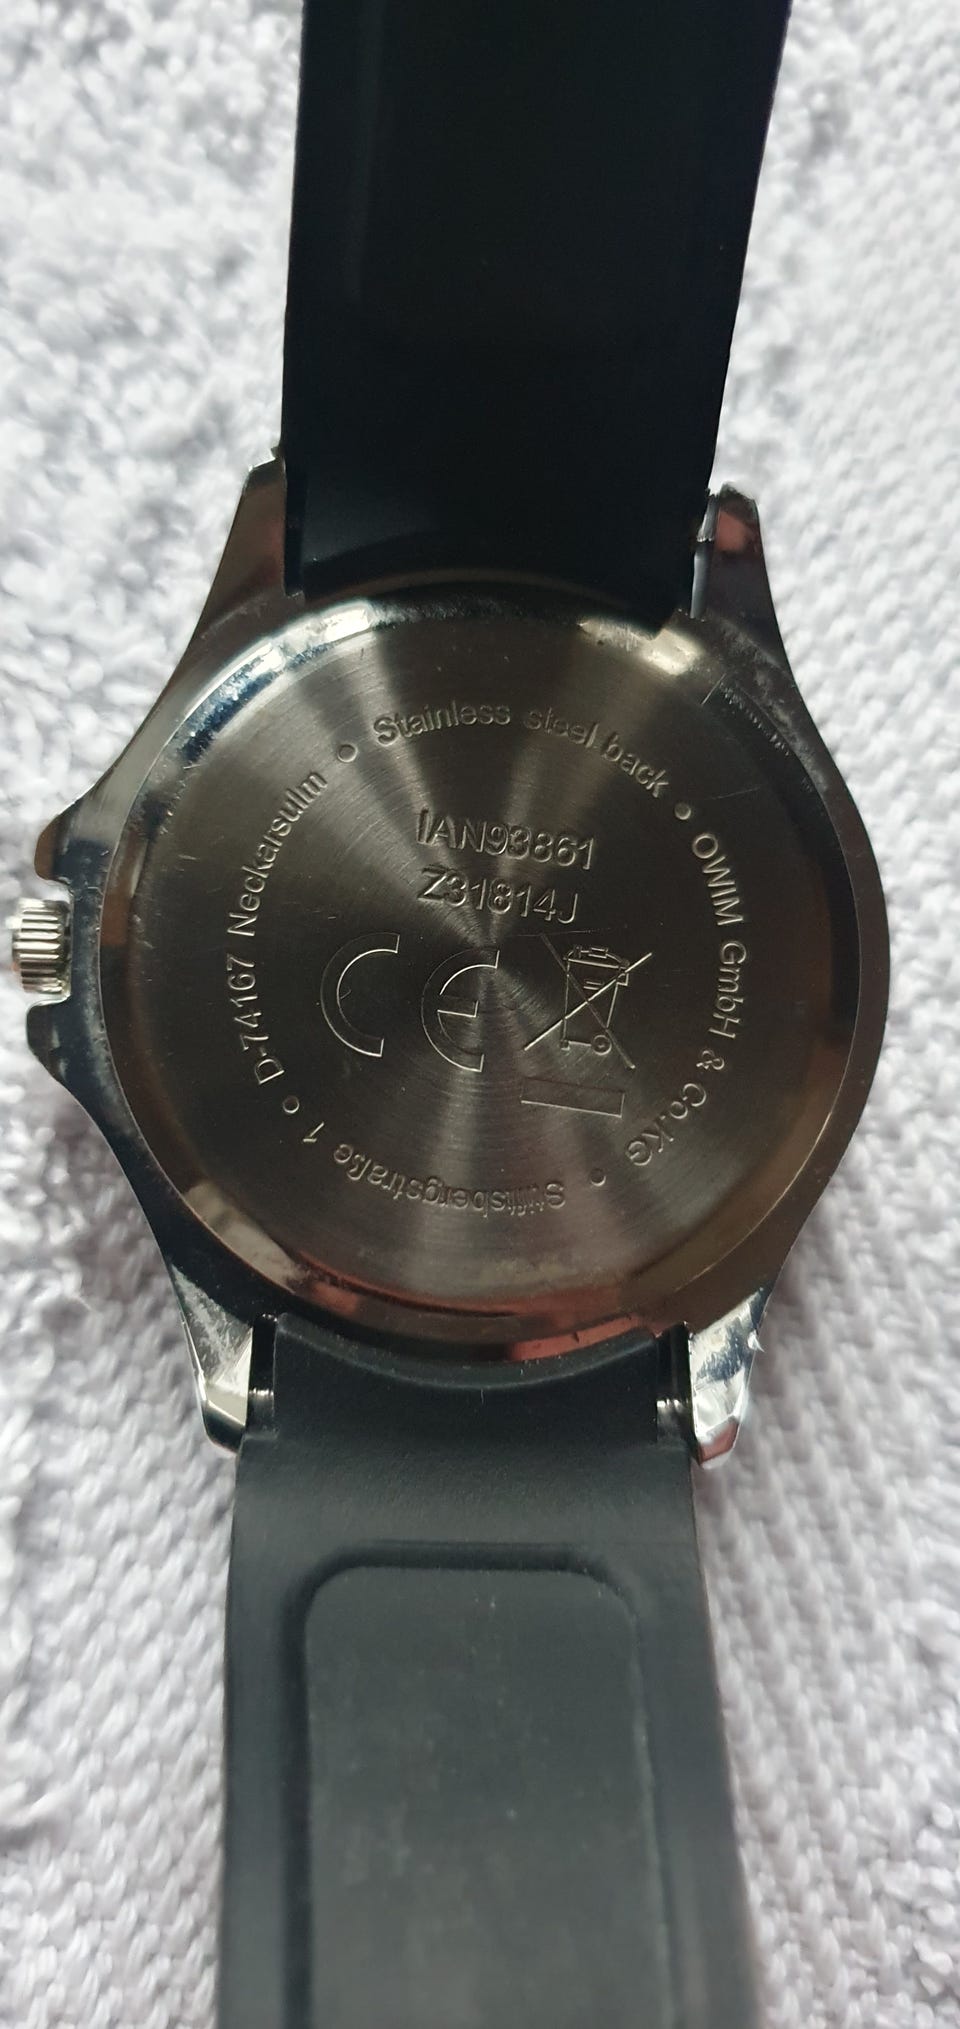 Stainless steel back • OWIM GmbH & Co.KG • Stiftsbergstraße 1 • D-74167 Neckarsulm •
IAN93861
Z31814J
CE